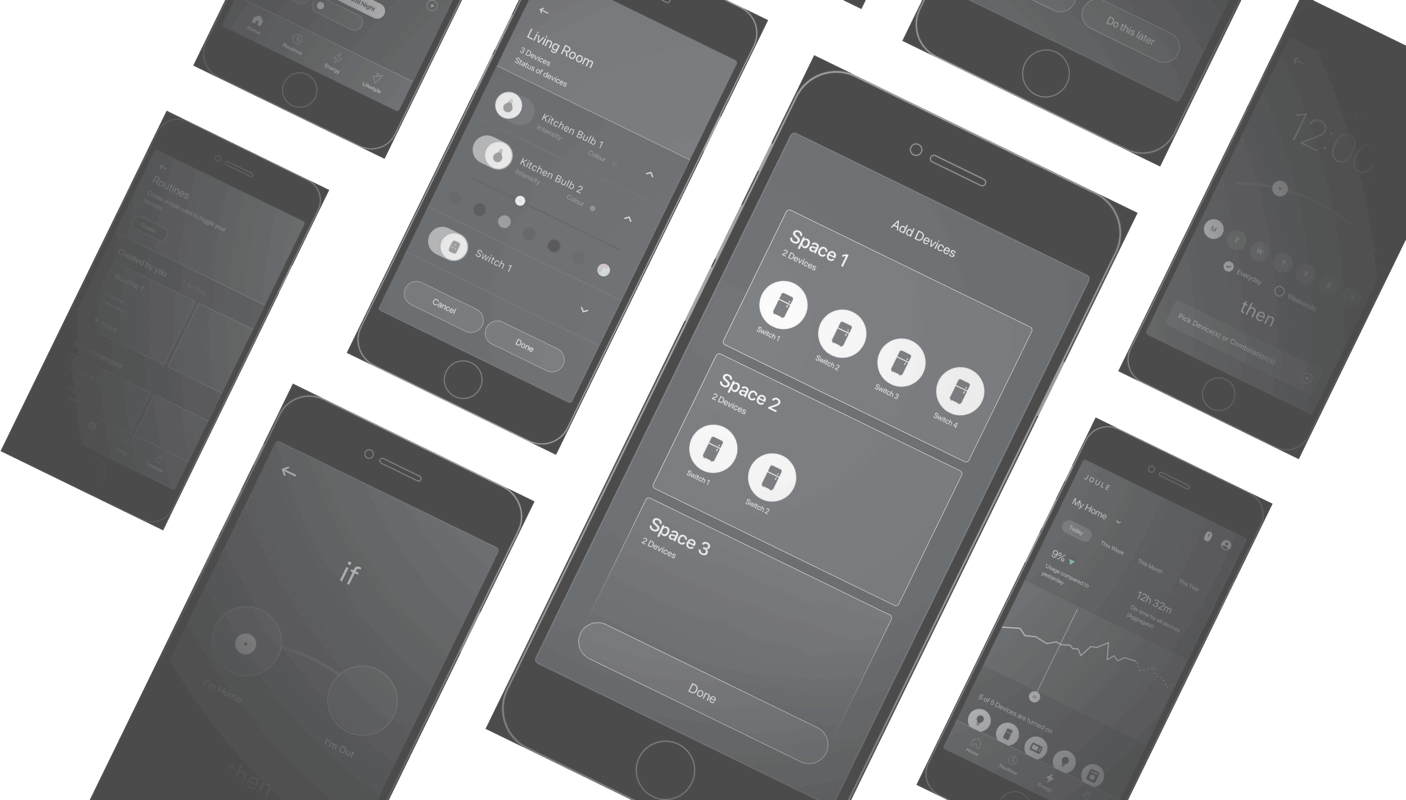 Home
Routines
Energy
Lifestyle
Living Room
3 Devices
Status of devices
Kitchen Bulb 1
Intensity
Colour
Kitchen Bulb 2
Intensity
Colour
Switch 1
Cancel
Done
Do this later
12:00
M
T
W
T
F
S
S
Everyday
Weekends
then
Pick Device(s) or Combination(s)
Routines
Created by you
Add Devices
Space 1
2 Devices
Switch 1
Switch 2
Switch 3
Switch 4
Space 2
2 Devices
Switch 1
Switch 2
Space 3
2 Devices
Done
if
I'm Home
I'm Out
then
JOULE
My Home
Today
This Week
This Month
This Year
9%
Usage compared to
yesterday
12h 32m
On-time for all devices
(Aggregate)
5 of 5 Devices are turned on
Home
Routines
Energy